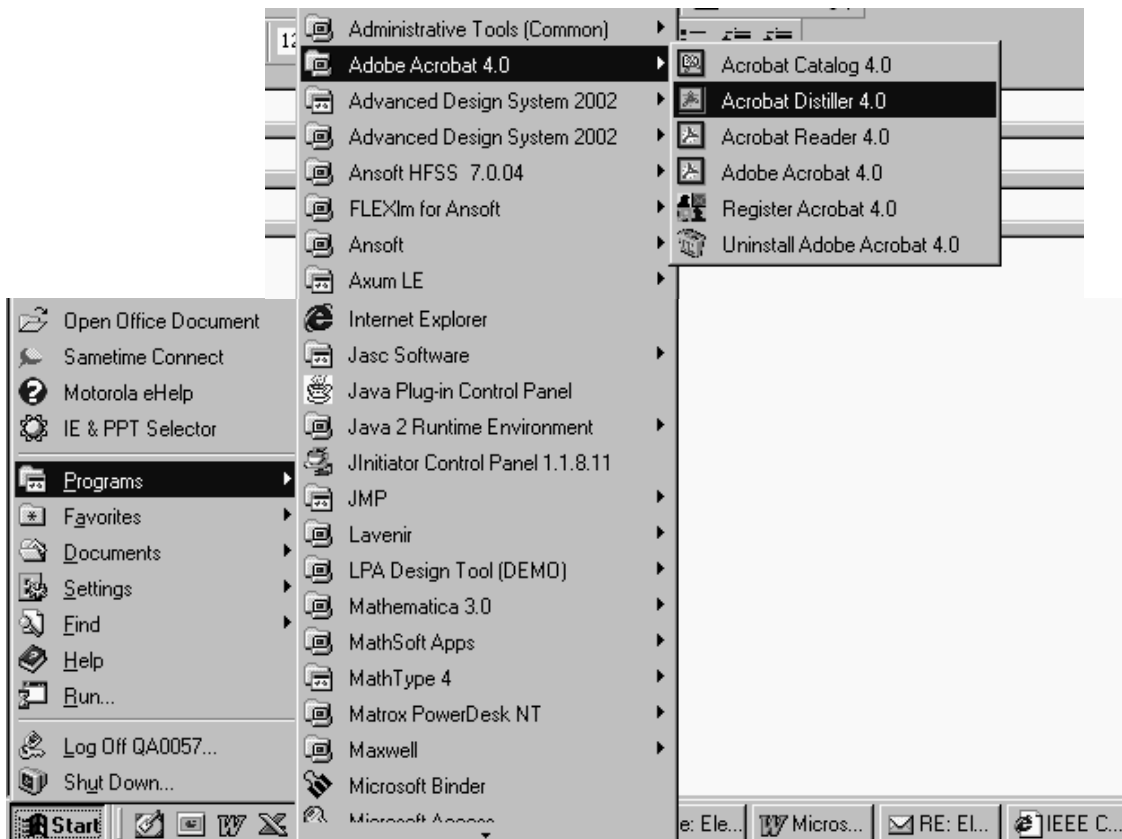 12
Administrative Tools (Common)
Adobe Acrobat 4.0
Advanced Design System 2002
Advanced Design System 2002
Ansoft HFSS 7.0.04
FLEXlm for Ansoft
Ansoft
Axum LE
Internet Explorer
Jasc Software
Java Plug-in Control Panel
Java 2 Runtime Environment
JInitiator Control Panel 1.1.8.11
JMP
Lavenir
LPA Design Tool (DEMO)
Mathematica 3.0
MathSoft Apps
MathType 4
Matrox PowerDesk NT
Maxwell
Microsoft Binder
Microsoft Access
Acrobat Catalog 4.0
Acrobat Distiller 4.0
Acrobat Reader 4.0
Adobe Acrobat 4.0
Register Acrobat 4.0
Uninstall Adobe Acrobat 4.0
Open Office Document
Sametime Connect
Motorola eHelp
IE & PPT Selector
Programs
Favorites
Documents
Settings
Find
Help
Run...
Log Off QA0057...
Shut Down...
Start
e: Ele...
Micros...
RE: El...
IEEE C...